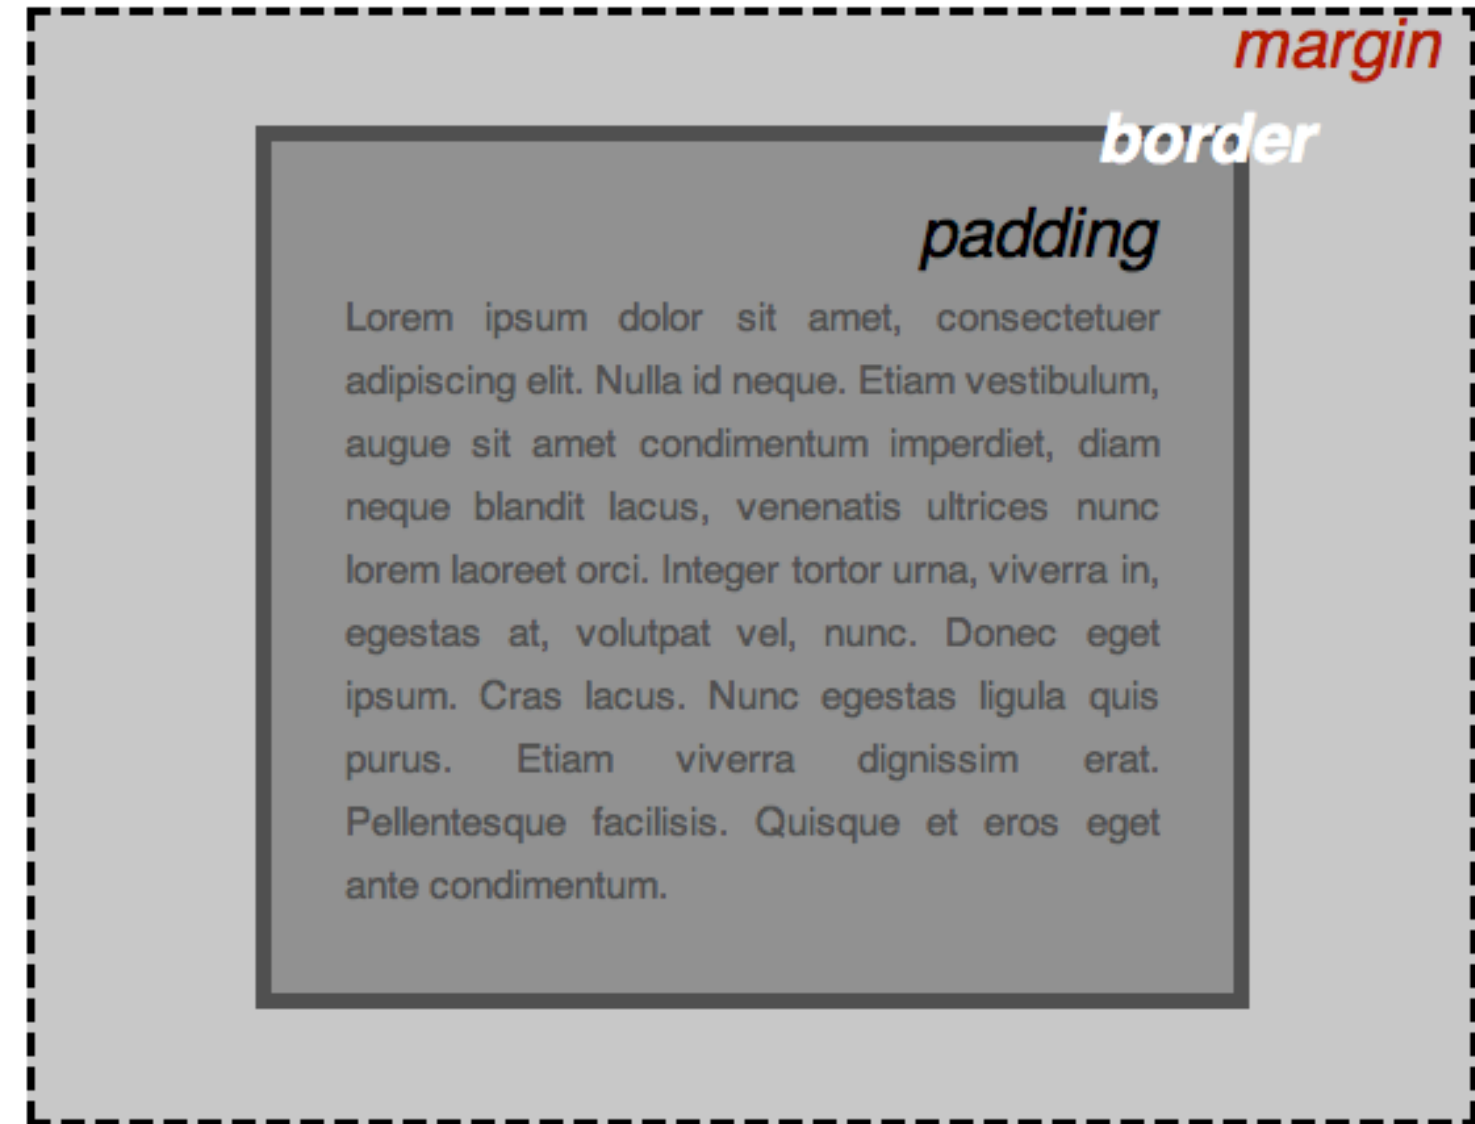 margin
border
padding
Lorem ipsum dolor sit amet, consectetuer
adipiscing elit. Nulla id neque. Etiam vestibulum,
augue sit amet condimentum imperdiet, diam
neque blandit lacus, venenatis ultrices nunc
lorem laoreet orci. Integer tortor urna, viverra in,
egestas at, volutpat vel, nunc. Donec eget
ipsum. Cras lacus. Nunc egestas ligula quis
purus. Etiam viverra dignissim erat.
Pellentesque facilisis. Quisque et eros eget
ante condimentum.